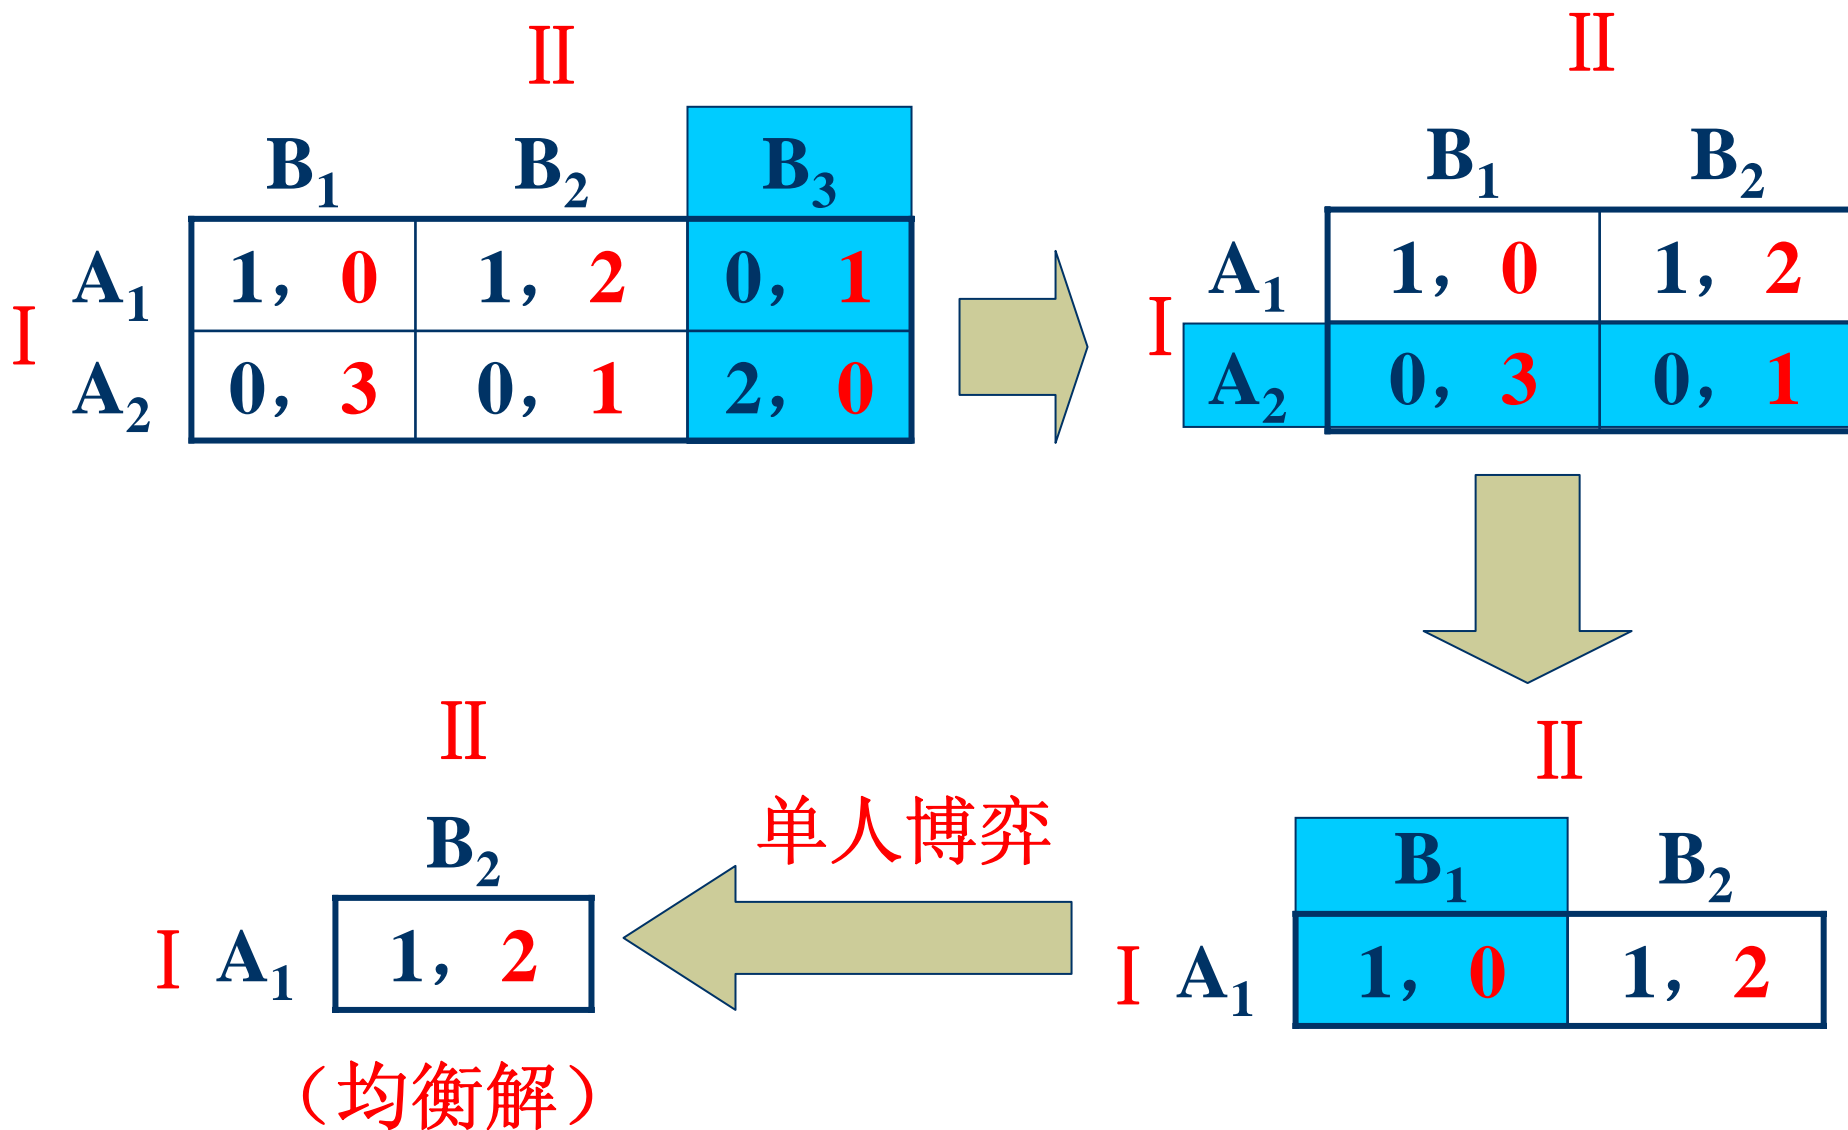 II
B1 B2 B3
I
A1 1, 0 1, 2 0, 1
A2 0, 3 0, 1 2, 0
II
B1 B2
I
A1 1, 0 1, 2
A2 0, 3 0, 1
II
B1 B2
I A1 1, 0 1, 2
单人博弈
II
B2
I A1 1, 2
（均衡解）